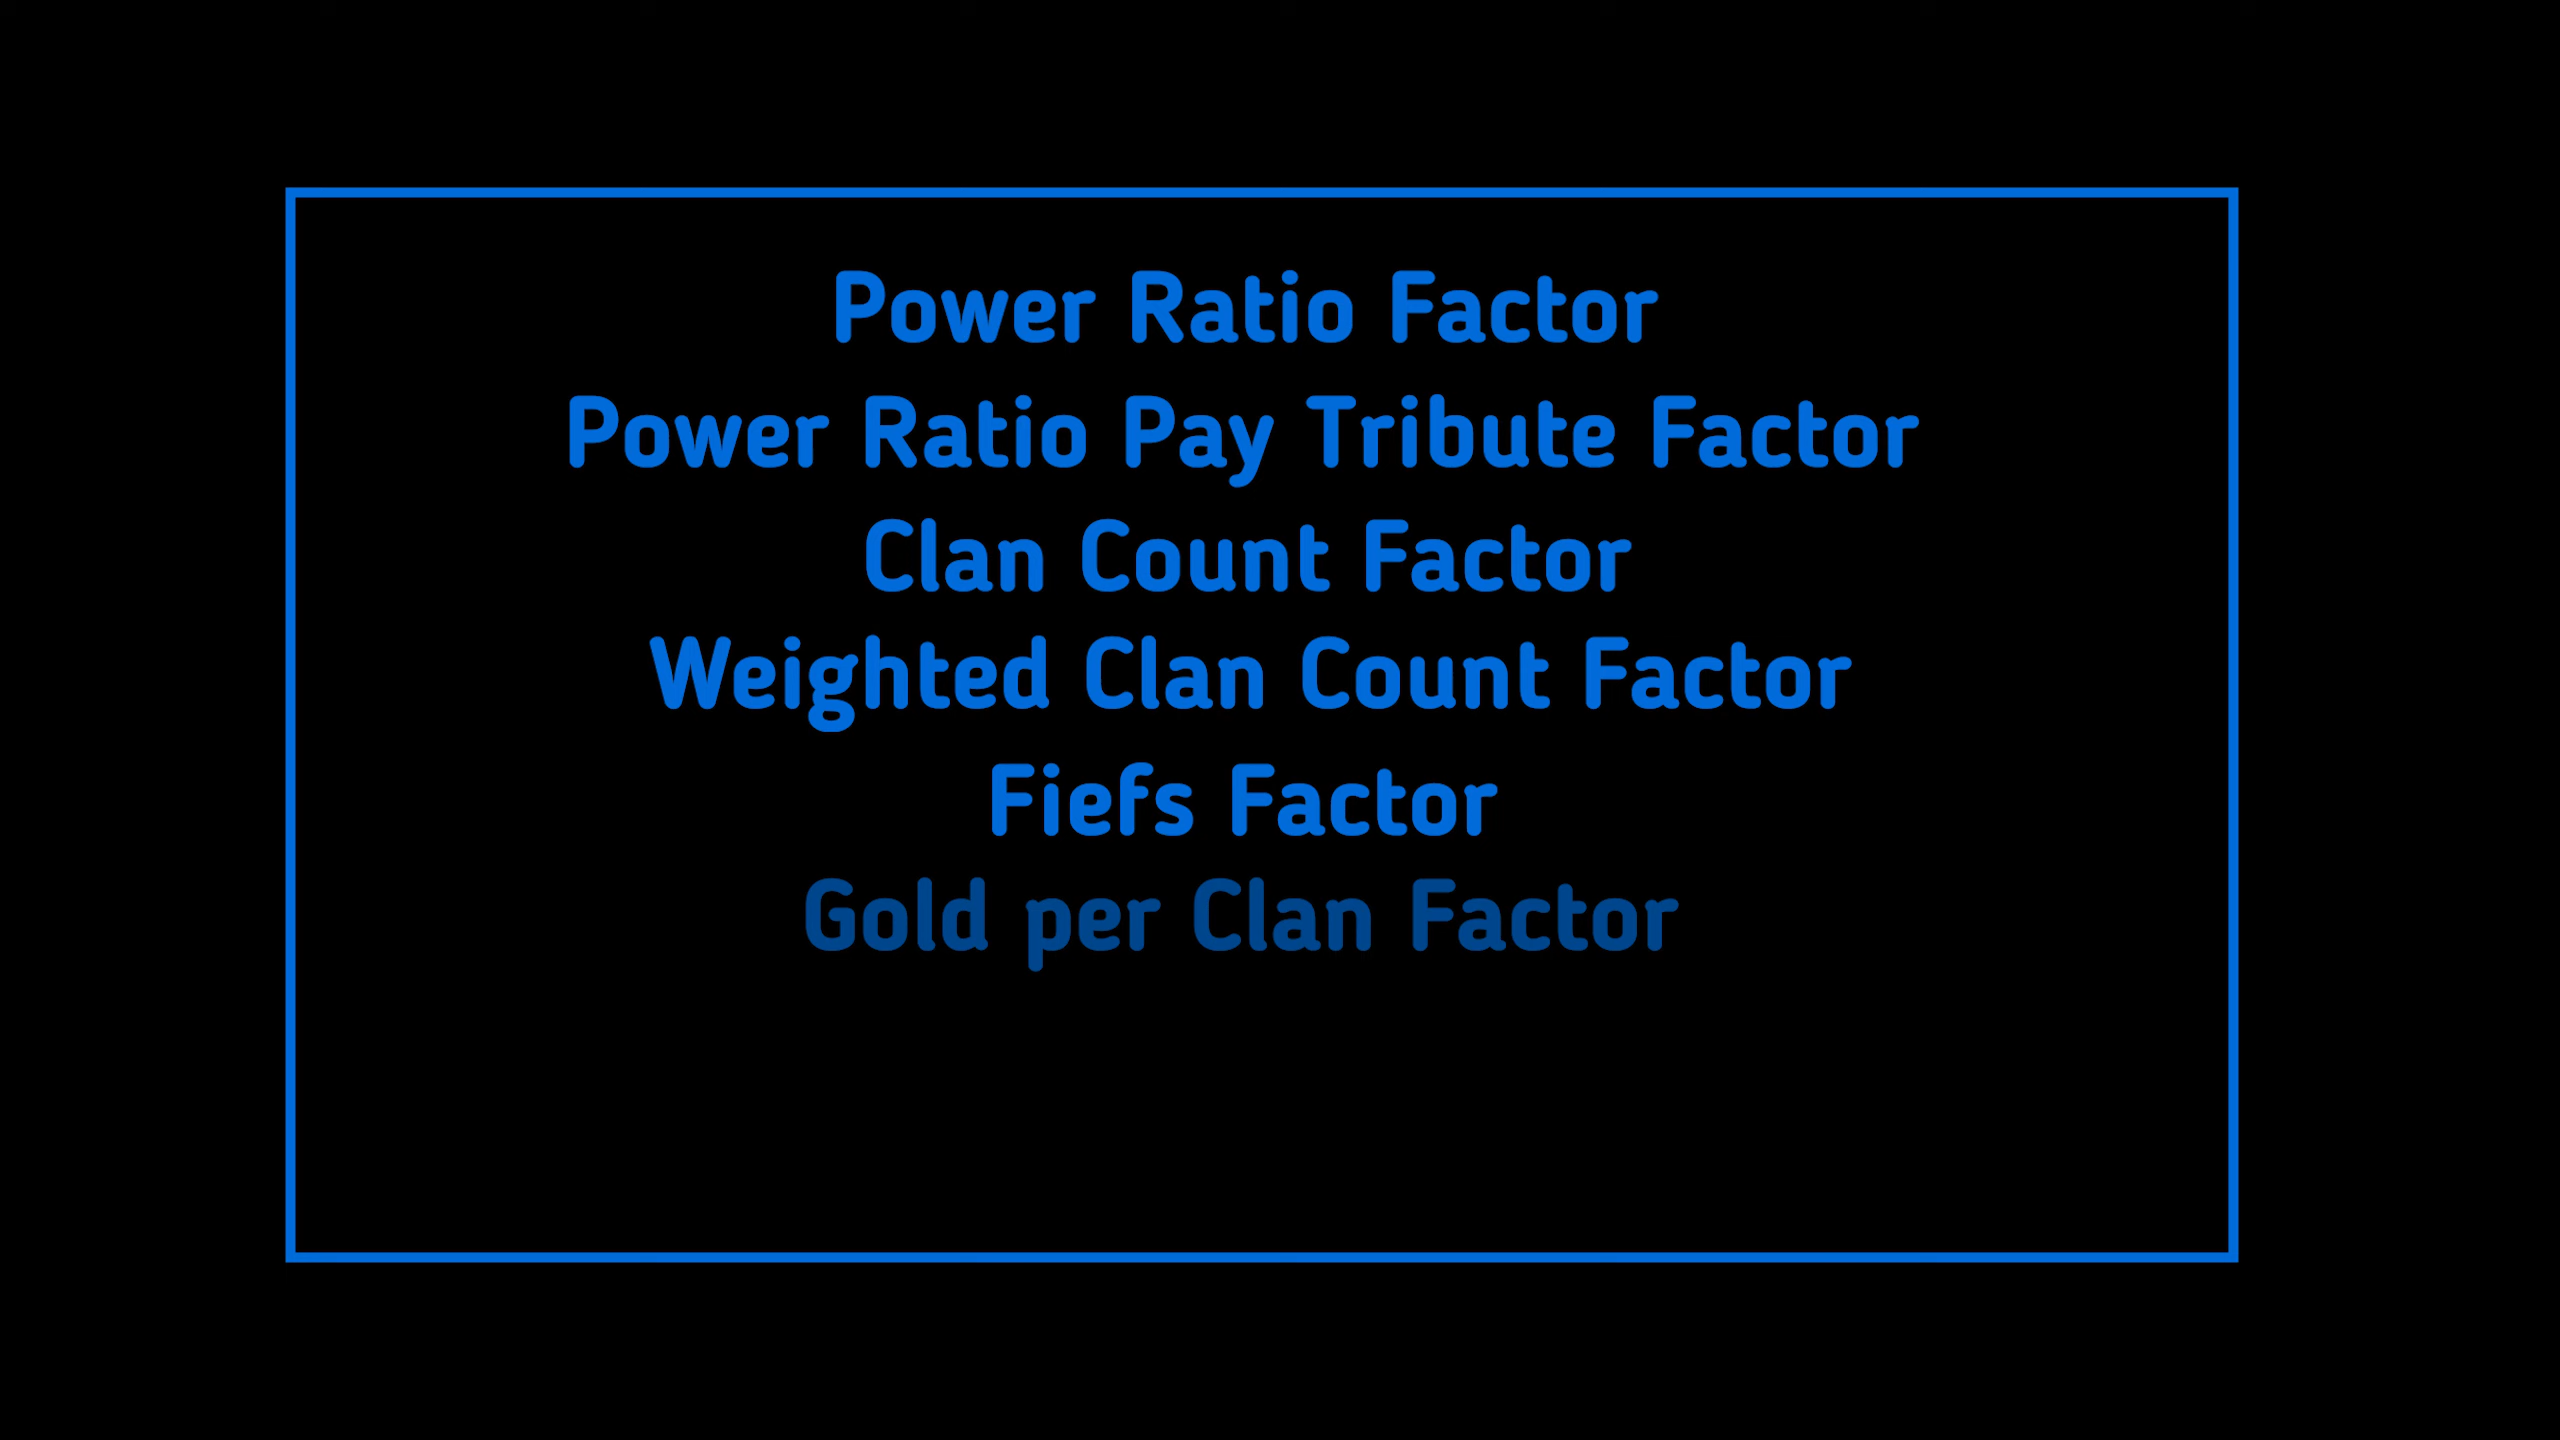 Power Ratio Factor
Power Ratio Pay Tribute Factor
Clan Count Factor
Weighted Clan Count Factor
Fiefs Factor
Gold per Clan Factor